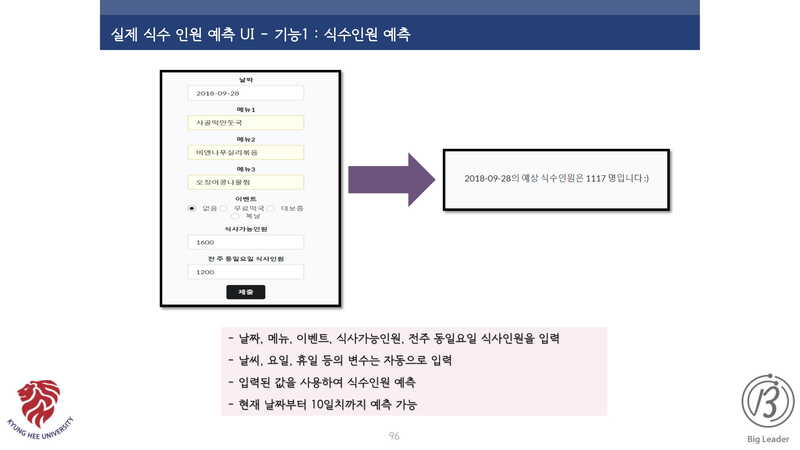 실제 식수 인원 예측 UI - 기능1 : 식수인원 예측
날짜
2018-09-28
메뉴1
사골떡만둣국
메뉴2
비엔나푸실리볶음
메뉴3
오징어콩나물찜
이벤트
없음 무료떡국 대보름
복날
식사가능인원
1600
전 주 동일요일 식사인원
1200
제출
2018-09-28의 예상 식수인원은 1117 명입니다:)
- 날짜, 메뉴, 이벤트, 식사가능인원, 전주 동일요일 식사인원을 입력
- 날씨, 요일, 휴일 등의 변수는 자동으로 입력
- 입력된 값을 사용하여 식수인원 예측
- 현재 날짜부터 10일치까지 예측 가능
KYUNG HEE UNIVERSITY
Big Leader
96